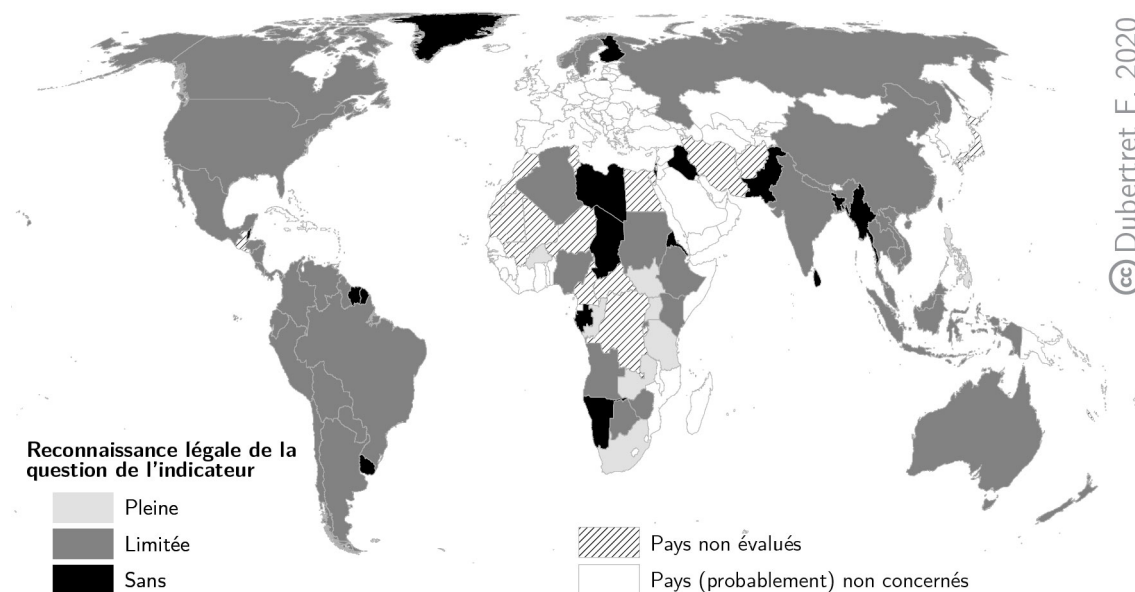 cc Dubertret F., 2020
Reconnaissance légale de la
question de l'indicateur
Pleine
Limitée
Sans
Pays non évalués
Pays (probablement) non concernés